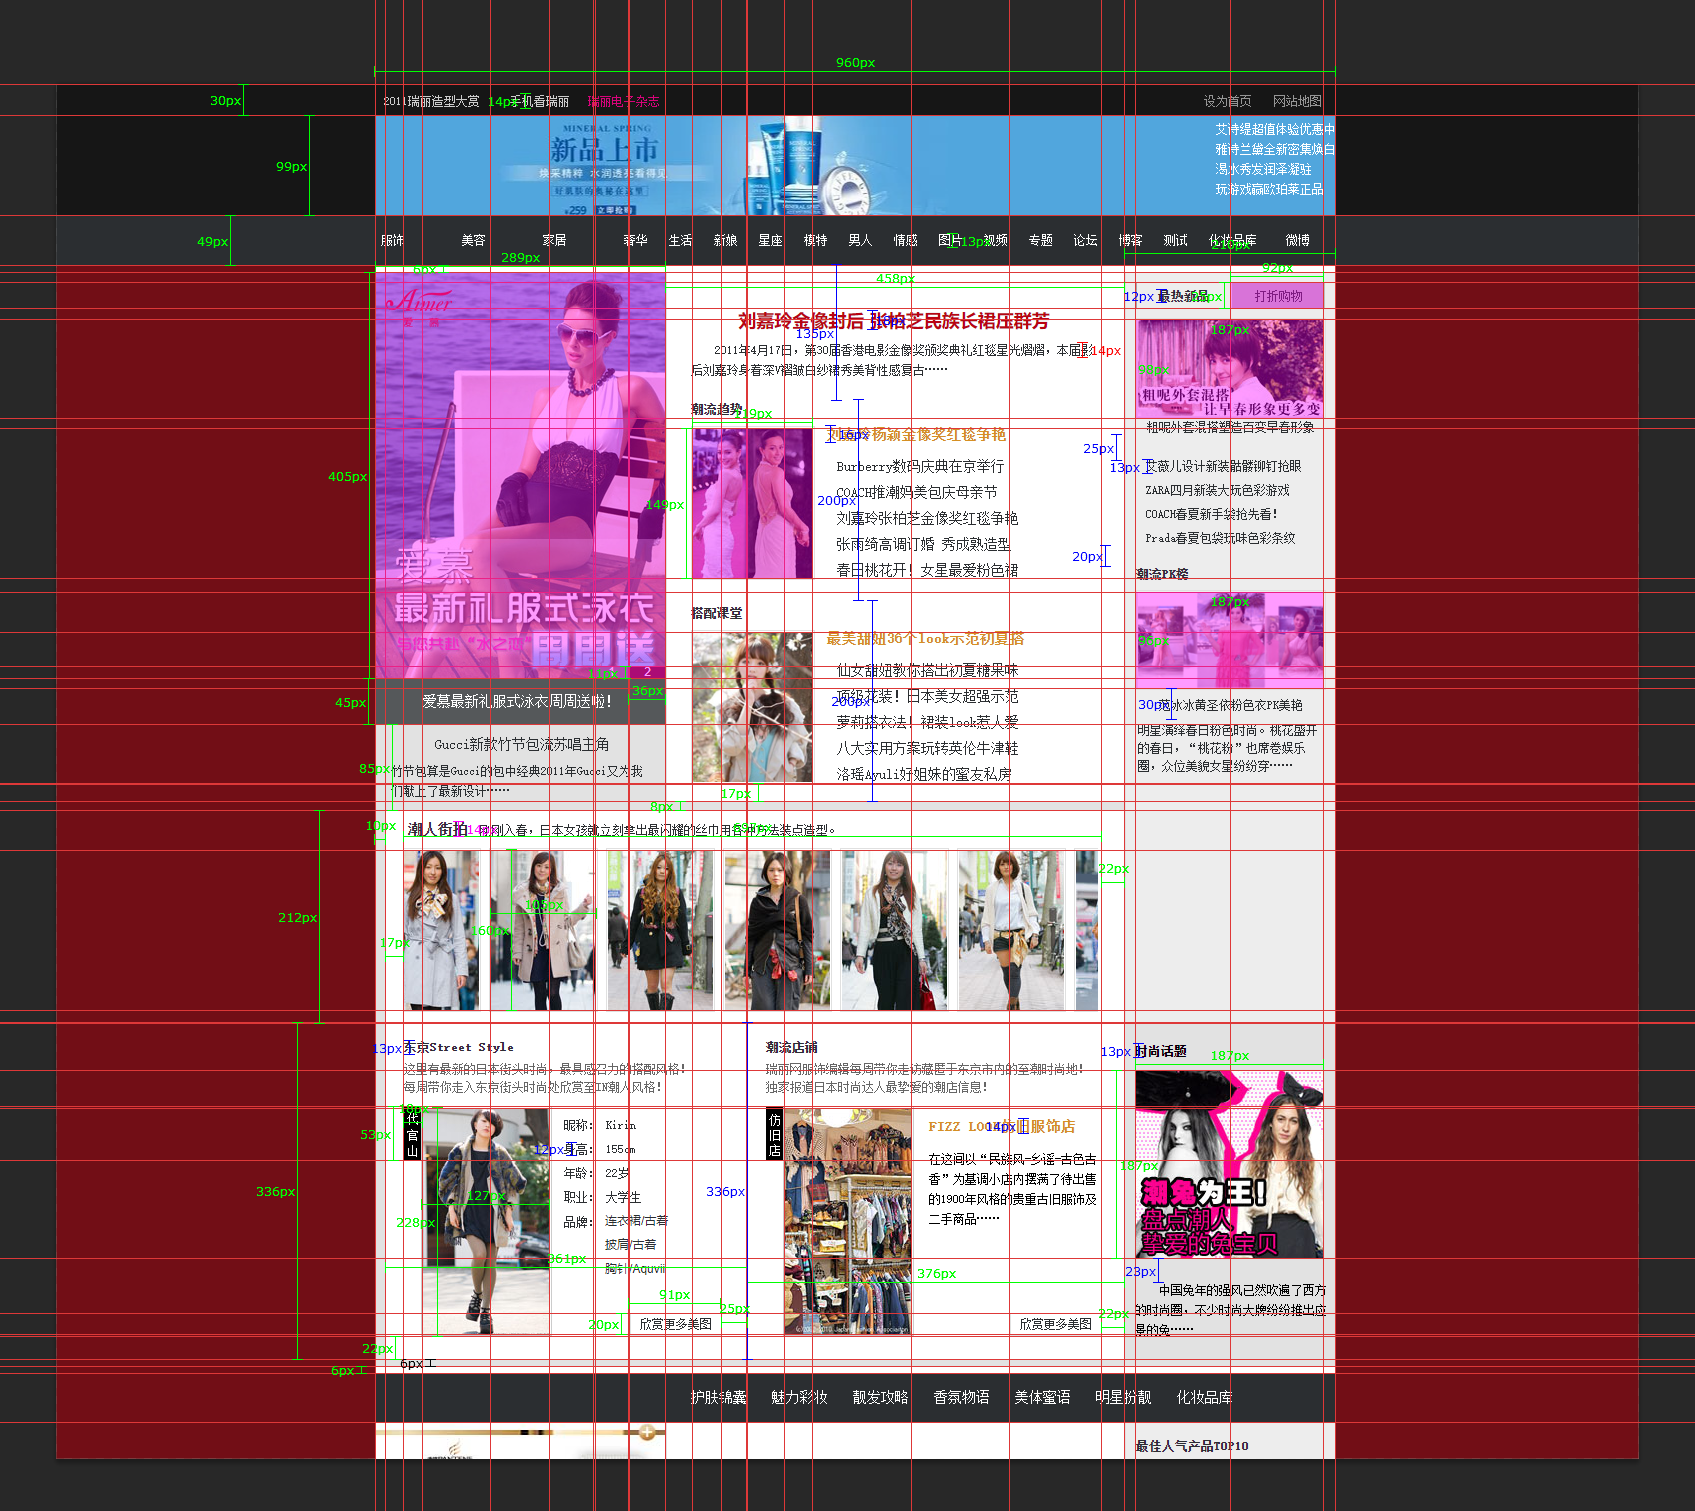 960px
30px
2011瑞丽造型大赏 14px 手机看瑞丽 瑞丽电子杂志
设为首页 网站地图
99px
MINERAL SPRING
新品上市
焕采精粹 水润透亮看得见
好肌肤的奥秘在这里
¥259 立即抢购
艾诗缇超值体验优惠中
雅诗兰黛全新密集焕白
渴水秀发润泽凝驻
玩游戏赢欧珀莱正品
49px
服饰 美容 家居 奢华 生活 新娘 星座 模特 男人 情感 图片 13px 视频 专题 论坛 博客 测试 化妆品库 微博
210px
289px
6px
458px
92px
Aimer
爱 慕
405px
爱慕
最新礼服式泳衣
与您共赴“水之恋”
周周送
11px
2
36px
45px
爱慕最新礼服式泳衣周周送啦!
Gucci新款竹节包流苏唱主角
85px
竹节包算是Gucci的包中经典2011年Gucci又为我
们献上了最新设计……
刘嘉玲金像封后 张柏芝民族长裙压群芳
135px
2011年4月17日，第30届香港电影金像奖颁奖典礼红毯星光熠熠，本届影
14px
后刘嘉玲身着深V褶皱白纱裙秀美背性感复古……
潮流趋势
119px
16px
杨颖金像奖红毯争艳
Burberry数码庆典在京举行
COACH推潮妈美包庆母亲节
刘嘉玲张柏芝金像奖红毯争艳
张雨绮高调订婚 秀成熟造型
春日桃花开! 女星最爱粉色裙
149px
200px
25px
20px
搭配课堂
最美甜妞36个look示范初夏搭
仙女甜妞教你搭出初夏糖果味
顶级花装! 日本美女超强示范
萝莉搭衣法! 裙装look惹人爱
八大实用方案玩转英伦牛津鞋
洛瑶Ayuli好姐妹的蜜友私房
200px
17px
8px
12px
最热新品
打折购物
187px
粗呢外套混搭
让早春形象更多变
粗呢外套混搭塑造百变早春形象
13px
艾薇儿设计新装骷髅铆钉抢眼
ZARA四月新装大玩色彩游戏
COACH春夏新手袋抢先看!
Prada春夏包袋玩味色彩条纹
潮流PK榜
187px
30px
冰冰黄圣依粉色衣PK美艳
明星演绎春日粉色时尚。桃花盛开
的春日，“桃花粉”也席卷娱乐
圈，众位美貌女星纷纷穿……
10px
潮人街拍
14px
刚刚入春，日本女孩就立刻拿出最闪耀的丝巾用各种方法装点造型。
22px
212px
160px
17px
13px
东京Street Style
这里有最新的日本街头时尚，最具感召力的搭配风格!
每周带你走入东京街头时尚处欣赏至IN潮人风格!
53px
代官山
昵称: Kirin
12px
身高: 155cm
年龄: 22岁
职业: 大学生
品牌: 连衣裙/古着
披肩/古着
胸针/Aquvii
127px
228px
336px
361px
91px
25px
20px
欣赏更多美图
22px
6px
6px
潮流店铺
瑞丽网服饰编辑每周带你走访藏匿于东京市内的至潮时尚地!
独家报道日本时尚达人最挚爱的潮店信息!
仿旧店
336px
14px
FIZZ LOOK仿旧服饰店
在这间以“民族风-乡谣-古色古
香”为基调小店内摆满了待出售
的1900年风格的贵重古旧服饰及
二手商品……
376px
22px
欣赏更多美图
13px
时尚话题
187px
187px
潮兔为王!
盘点潮人
挚爱的兔宝贝
23px
中国兔年的强风已然吹遍了西方
的时尚圈，不少时尚大牌纷纷推出应
景的兔……
护肤锦囊 魅力彩妆 靓发攻略 香氛物语 美体蜜语 明星扮靓 化妆品库
最佳人气产品TOP10